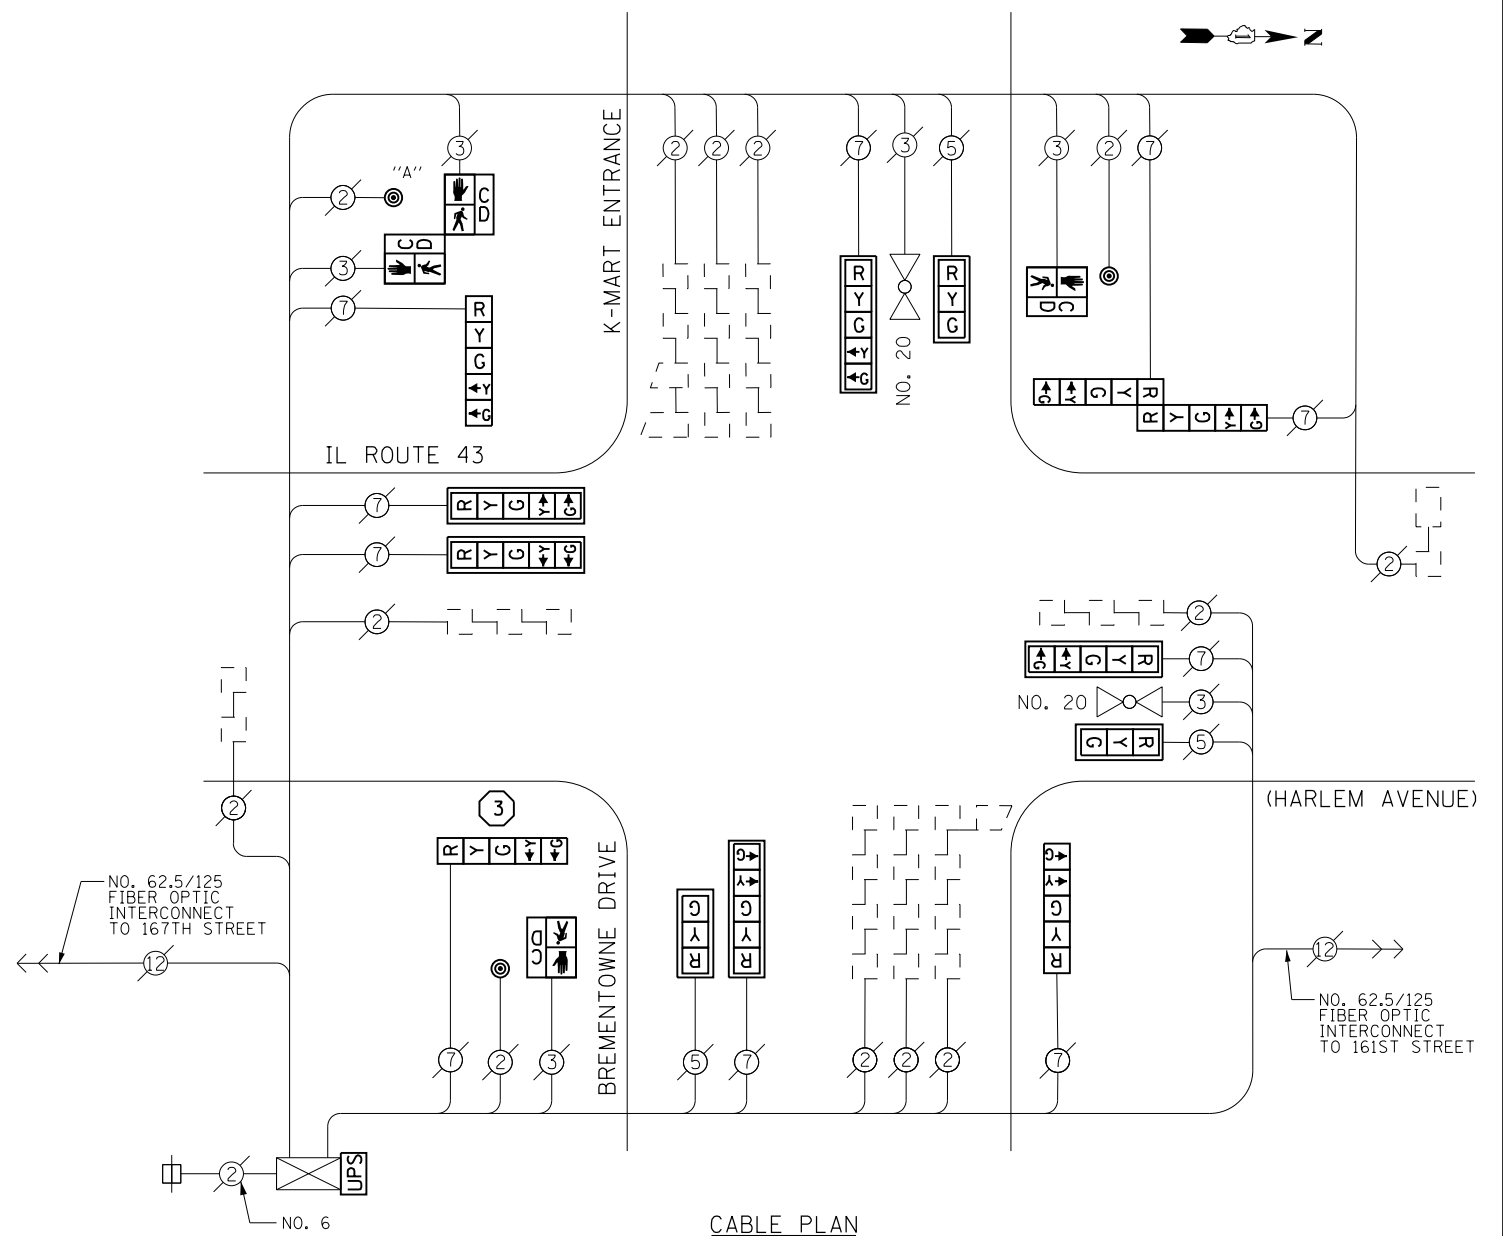 N
3
2
2
2
7
3
5
3
2
7
"A"
2
C
D
C
D
3
7
R
Y
G
Y
G
K-MART ENTRANCE
R
Y
G
Y
G
NO. 20
R
Y
G
C
D
G Y G Y R
R Y G Y G
7
IL ROUTE 43
7
R Y G Y G
7
R Y G Y G
2
2
2
G Y G Y R
7
NO. 20
3
G Y R
5
2
(HARLEM AVENUE)
3
R Y G Y G
BREMENTOWNE DRIVE
D
C
G
Y
R
G
Y
G
Y
R
G
Y
G
Y
R
NO. 62.5/125
FIBER OPTIC
INTERCONNECT
TO 167TH STREET
12
12
NO. 62.5/125
FIBER OPTIC
INTERCONNECT
TO 161ST STREET
7
2
3
5
7
2
2
2
7
2
UPS
NO. 6
CABLE PLAN